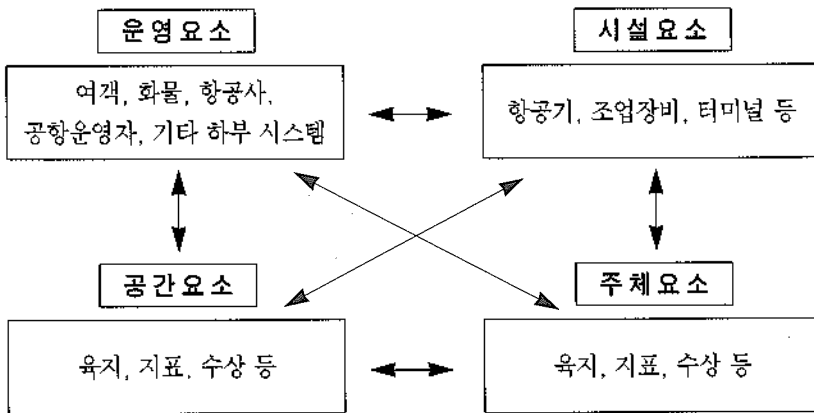 운영요소
시설요소
여객, 화물, 항공사,
공항운영자, 기타 하부 시스템
항공기, 조업장비, 터미널 등
공간요소
주체요소
육지, 지표, 수상 등
육지, 지표, 수상 등